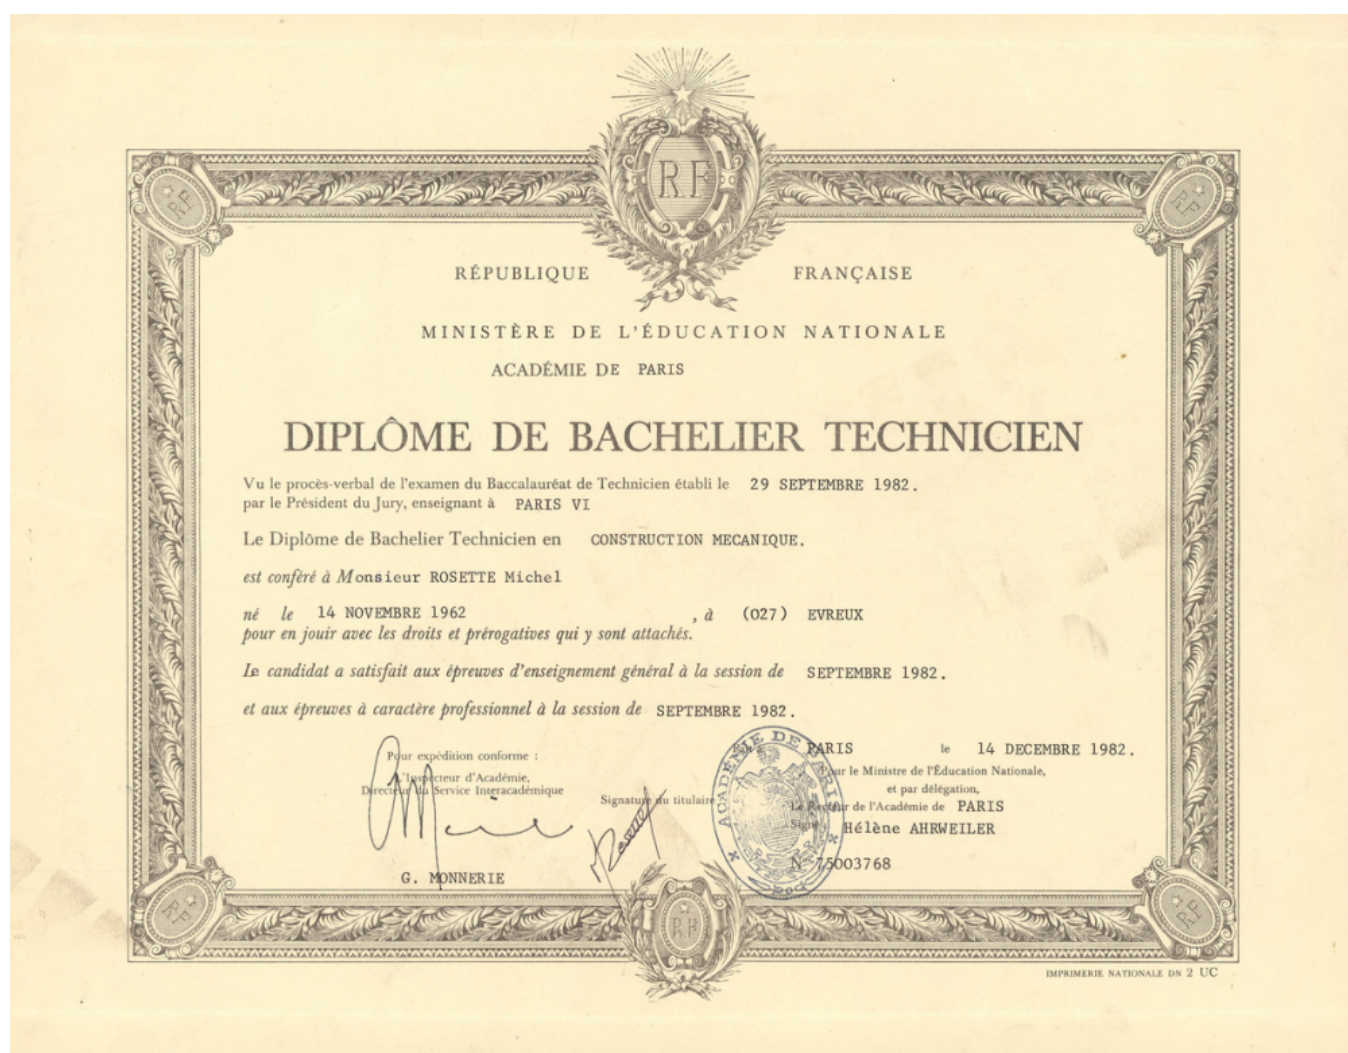 RF
RF
RF
RÉPUBLIQUE FRANÇAISE
MINISTÈRE DE L'ÉDUCATION NATIONALE
ACADÉMIE DE PARIS
DIPLÔME DE BACHELIER TECHNICIEN
Vu le procès-verbal de l'examen du Baccalauréat de Technicien établi le 29 SEPTEMBRE 1982.
par le Président du Jury, enseignant à PARIS VI
Le Diplôme de Bachelier Technicien en CONSTRUCTION MECANIQUE.
est conféré à Monsieur ROSETTE Michel
né le 14 NOVEMBRE 1962 , à (027) EVREUX
pour en jouir avec les droits et prérogatives qui y sont attachés.
Le candidat a satisfait aux épreuves d'enseignement général à la session de SEPTEMBRE 1982.
et aux épreuves à caractère professionnel à la session de SEPTEMBRE 1982.
PARIS le 14 DECEMBRE 1982.
Pour expédition conforme :
L'Inspecteur d'Académie,
Directeur du Service Interacadémique
G. MONNERIE
Signature du titulaire
ACADÉMIE DE PARIS
Pour le Ministre de l'Éducation Nationale,
et par délégation,
Le Recteur de l'Académie de PARIS
Signé Hélène AHRWEILER
N° 75003768
RF
RF
RF
IMPRIMERIE NATIONALE DN 2 UC